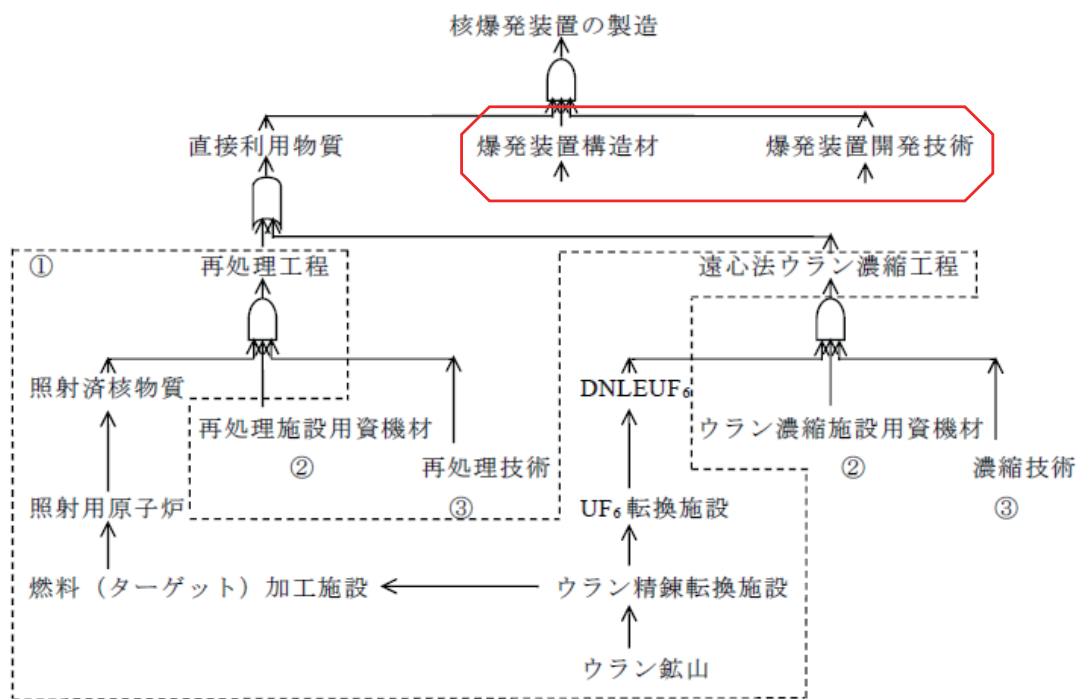 核爆発装置の製造
直接利用物質
爆発装置構造材
爆発装置開発技術
①
再処理工程
遠心法ウラン濃縮工程
照射済核物質
DNLEUF₆
再処理施設用資機材
ウラン濃縮施設用資機材
②
再処理技術
②
濃縮技術
照射用原子炉
③
UF₆転換施設
③
燃料（ターゲット）加工施設
ウラン精錬転換施設
ウラン鉱山